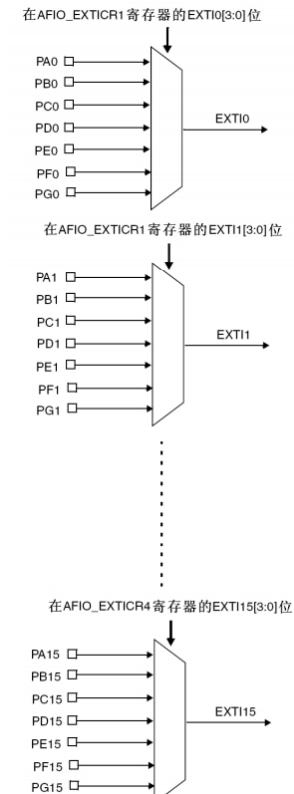 在AFIO_EXTICR1寄存器的EXTI0[3:0]位
PA0
PB0
PC0
PD0
PE0
PF0
PG0
EXTI0
在AFIO_EXTICR1寄存器的EXTI1[3:0]位
PA1
PB1
PC1
PD1
PE1
PF1
PG1
EXTI1
在AFIO_EXTICR4寄存器的EXTI15[3:0]位
PA15
PB15
PC15
PD15
PE15
PF15
PG15
EXTI15